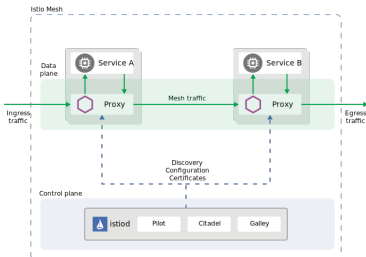 Istio Mesh
Data
plane
Service A
Service B
Proxy
Mesh traffic
Proxy
Ingress
traffic
Egress
traffic
Discovery
Configuration
Certificates
Control plane
istiod
Pilot
Citadel
Galley